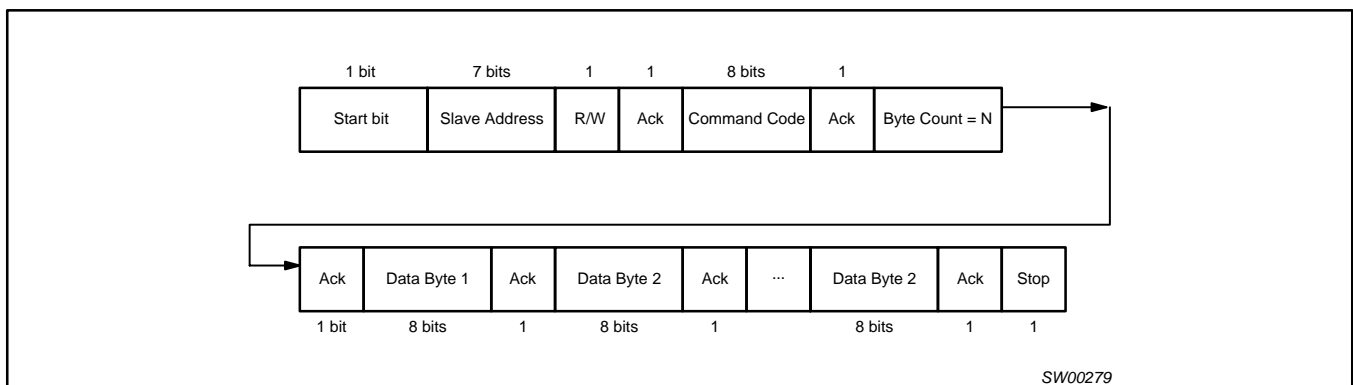 1 bit 7 bits 1 1 8 bits 1
Start bit Slave Address R/W Ack Command Code Ack Byte Count = N
Ack Data Byte 1 Ack Data Byte 2 Ack ... Data Byte 2 Ack Stop
1 bit 8 bits 1 8 bits 1 8 bits 1 1
SW00279